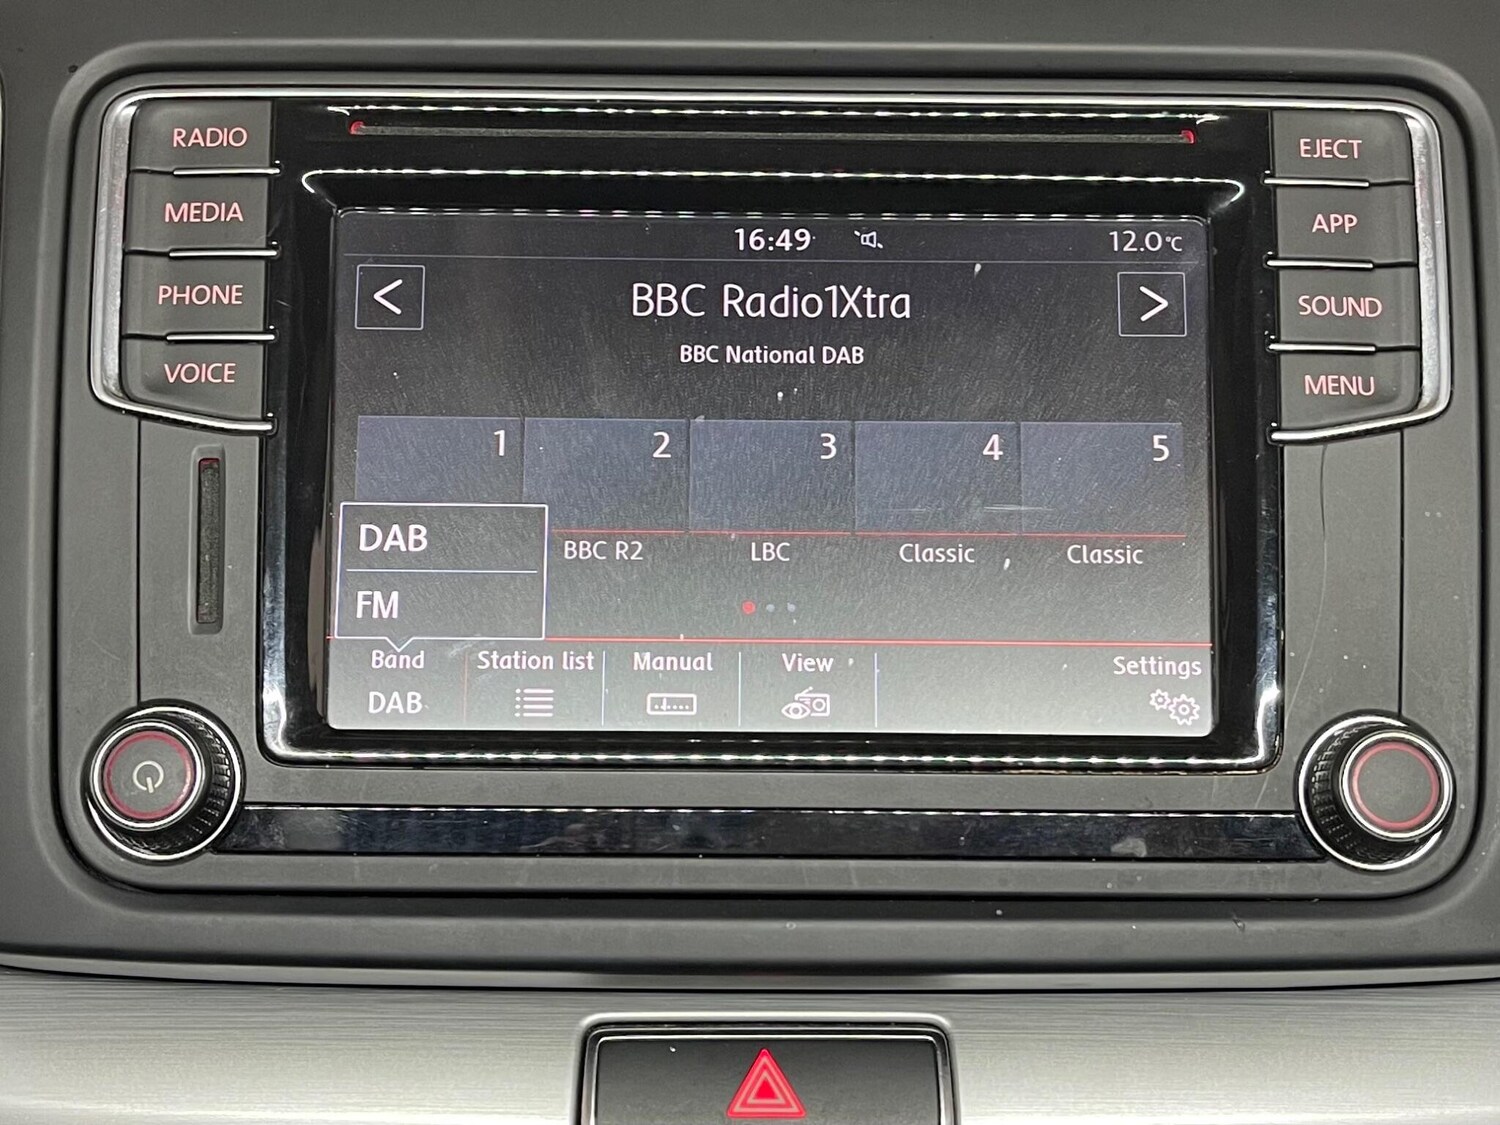 RADIO
MEDIA
PHONE
VOICE
EJECT
APP
SOUND
MENU
16:49
12.0°C
<
BBC Radio1Xtra
>
BBC National DAB
1 2 3 4 5
DAB
FM
BBC R2 LBC Classic Classic
Band Station list Manual View Settings
DAB